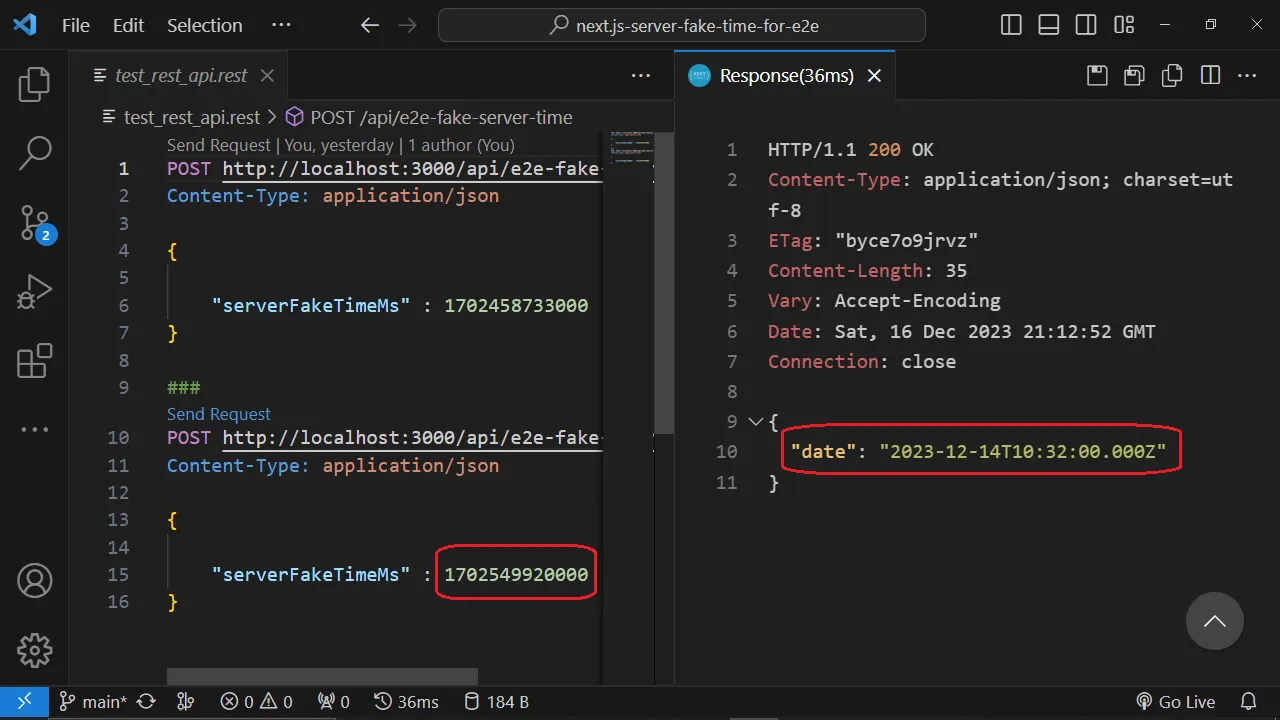 File Edit Selection ··· next.js-server-fake-time-for-e2e
test_rest_api.rest
Response(36ms)
test_rest_api.rest > POST /api/e2e-fake-server-time
Send Request | You, yesterday | 1 author (You)
1 POST http://localhost:3000/api/e2e-fake-
2 Content-Type: application/json
3
4 {
5
6 "serverFakeTimeMs" : 1702458733000
7 }
8
9 ###
Send Request
10 POST http://localhost:3000/api/e2e-fake-
11 Content-Type: application/json
12
13 {
14
15 "serverFakeTimeMs" : 1702549920000
16 }
1 HTTP/1.1 200 OK
2 Content-Type: application/json; charset=ut
f-8
3 ETag: "byce7o9jrvz"
4 Content-Length: 35
5 Vary: Accept-Encoding
6 Date: Sat, 16 Dec 2023 21:12:52 GMT
7 Connection: close
8
9 {
10 "date": "2023-12-14T10:32:00.000Z"
11 }
2
main* 0 0 0 36ms 184 B Go Live